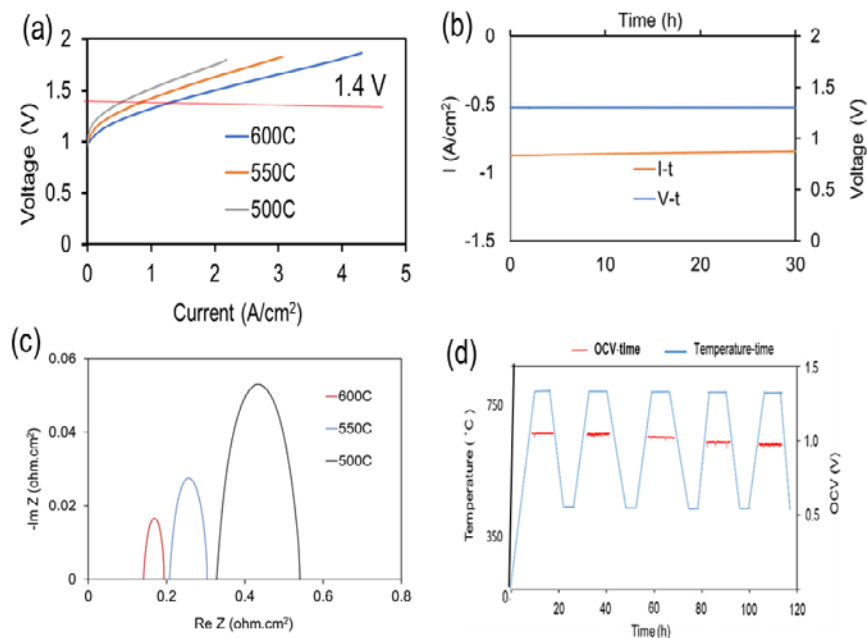 (a)
2
1.5
1
0.5
0
Voltage (V)
1.4 V
600C
550C
500C
0 1 2 3 4 5
Current (A/cm²)
(b)
Time (h)
0
-0.5
-1
-1.5
I (A/cm²)
2
1.5
1
0.5
0
Voltage (V)
I-t
V-t
0 10 20 30
(c)
0.06
0.04
0.02
0
-Im Z (ohm.cm²)
600C
550C
500C
0 0.2 0.4 0.6 0.8
Re Z (ohm.cm²)
(d)
OCV-time Temperature-time
750
350
0
Temperature (°C)
1.5
1.0
0.5
OCV (V)
20 40 60 80 100 120
Time(h)